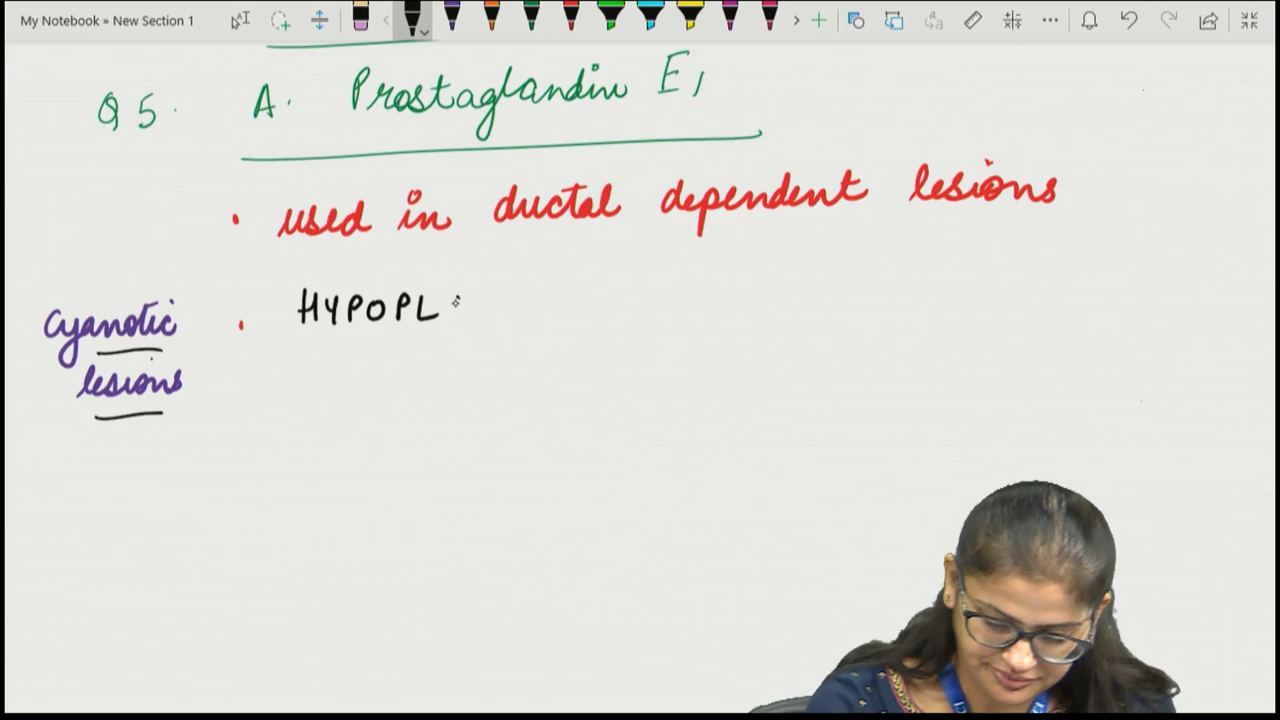 My Notebook » New Section 1
Q5. A. Prostaglandin E1
• used in ductal dependent lesions
Cyanotic • HYPOPL
lesions